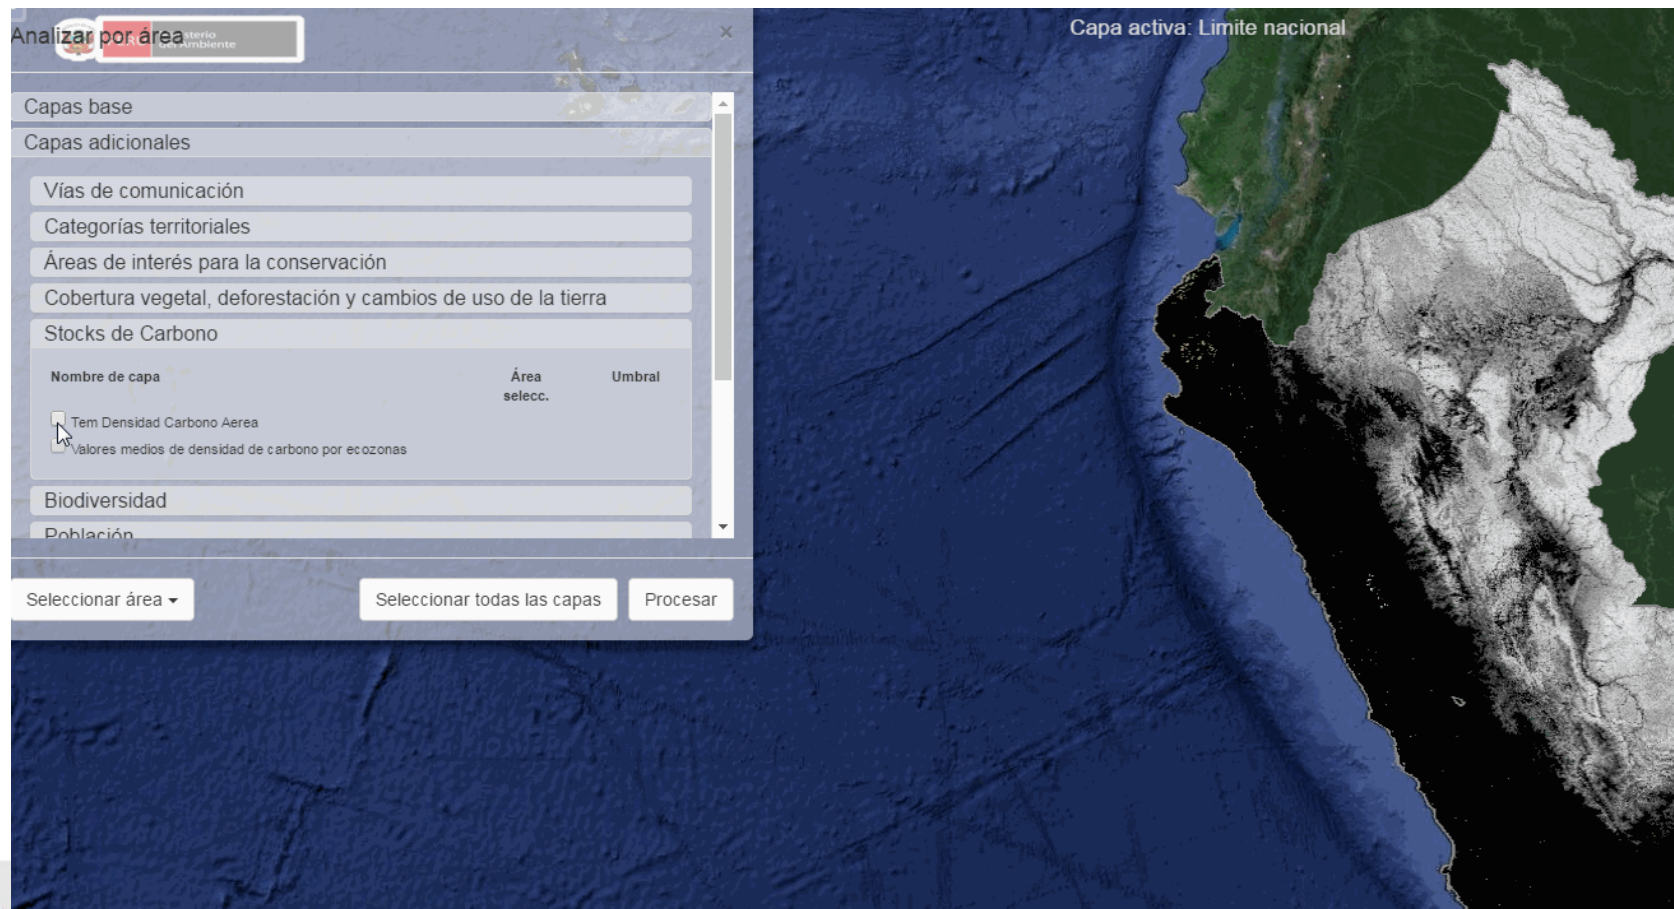 Analizar por área
del Ambiente
×
Capa activa: Limite nacional
Capas base
Capas adicionales
Vías de comunicación
Categorías territoriales
Áreas de interés para la conservación
Cobertura vegetal, deforestación y cambios de uso de la tierra
Stocks de Carbono
Nombre de capa
Área
selecc.
Umbral
Tem Densidad Carbono Aerea
Valores medios de densidad de carbono por ecozonas
Biodiversidad
Población
Seleccionar área
Seleccionar todas las capas
Procesar